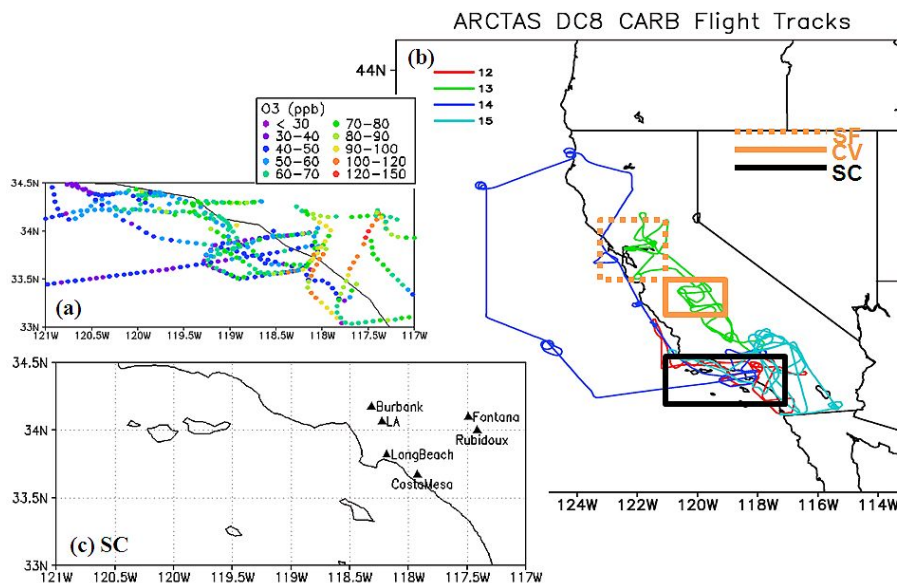 ARCTAS DC8 CARB Flight Tracks
(b)
44N
12
13
14
15
SF
CV
SC
124W 122W 120W 118W 116W 114W
O3 (ppb)
< 30 70-80
30-40 80-90
40-50 90-100
50-60 100-120
60-70 120-150
34.5N
34N
33.5N
33N
(a)
121W 120.5W 120W 119.5W 119W 118.5W 118W 117.5W 117W
34.5N
34N
33.5N
33N
Burbank
LA
Fontana
Rubidoux
LongBeach
CostaMesa
(c) SC
121W 120.5W 120W 119.5W 119W 118.5W 118W 117.5W 117W